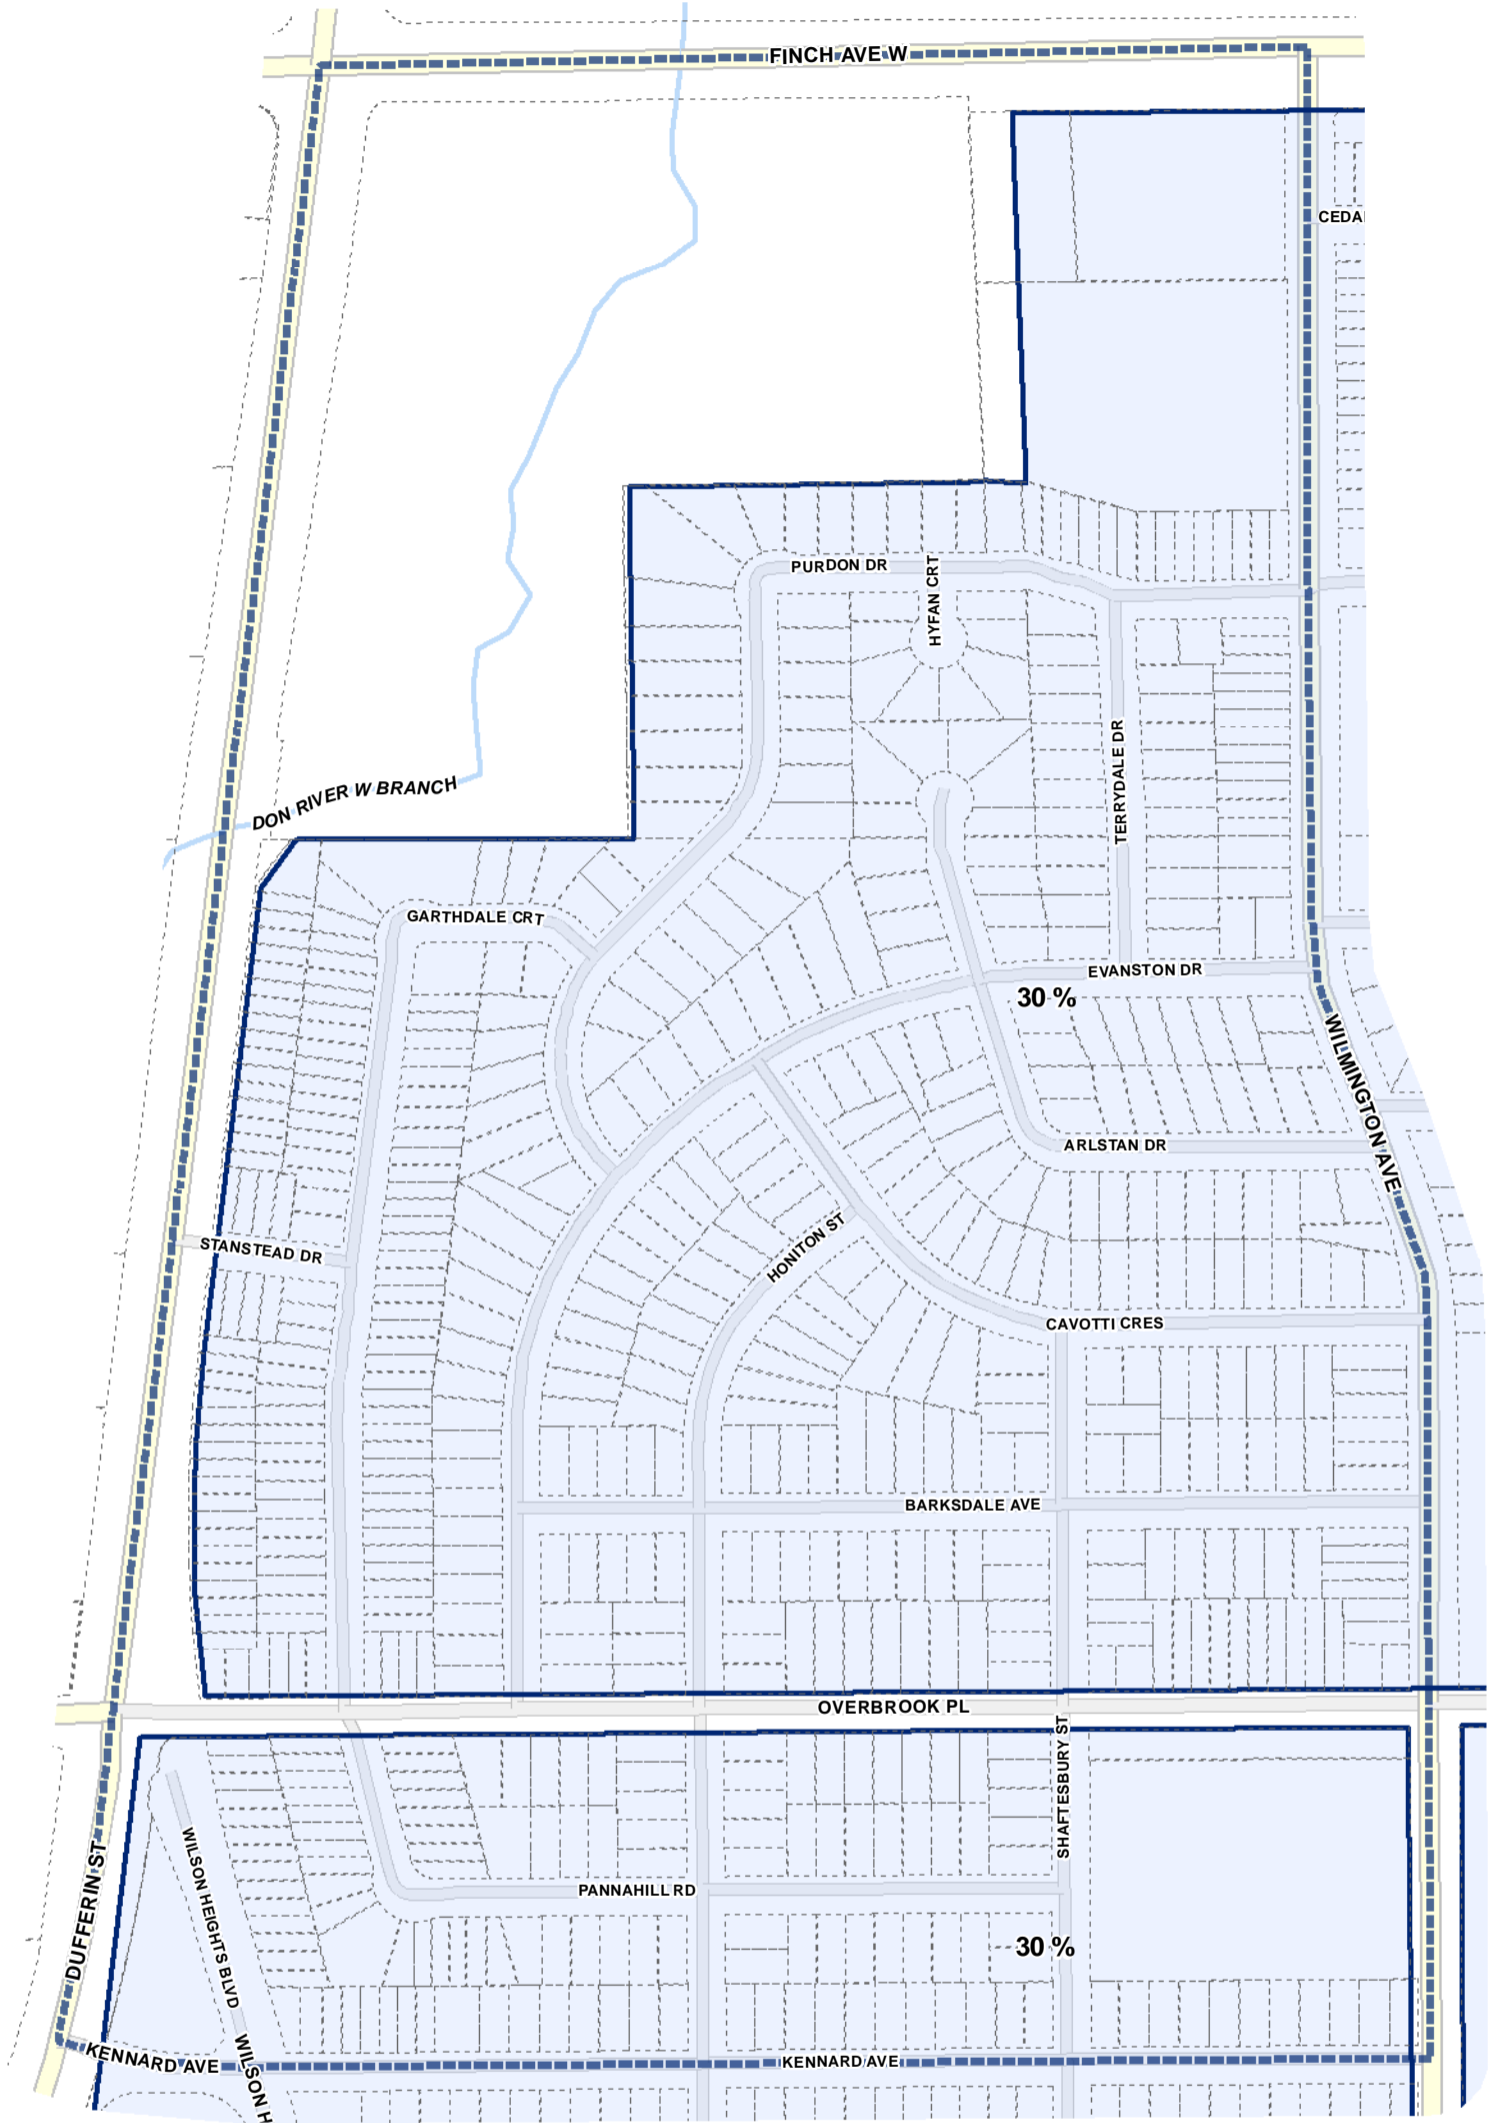 FINCH AVE W
CEDA
PURDON DR
HYFAN CRT
TERRYDALE DR
DON RIVER W BRANCH
GARTHDALE CRT
EVANSTON DR
30 %
WILMINGTON AVE
ARLSTAN DR
STANSTEAD DR
HONITON ST
CAVOTTI CRES
BARKSDALE AVE
OVERBROOK PL
SHAFTESBURY ST
DUFFERIN ST
WILSON HEIGHTS BLVD
PANNAHILL RD
30 %
KENNARD AVE
WILSON H
KENNARD AVE